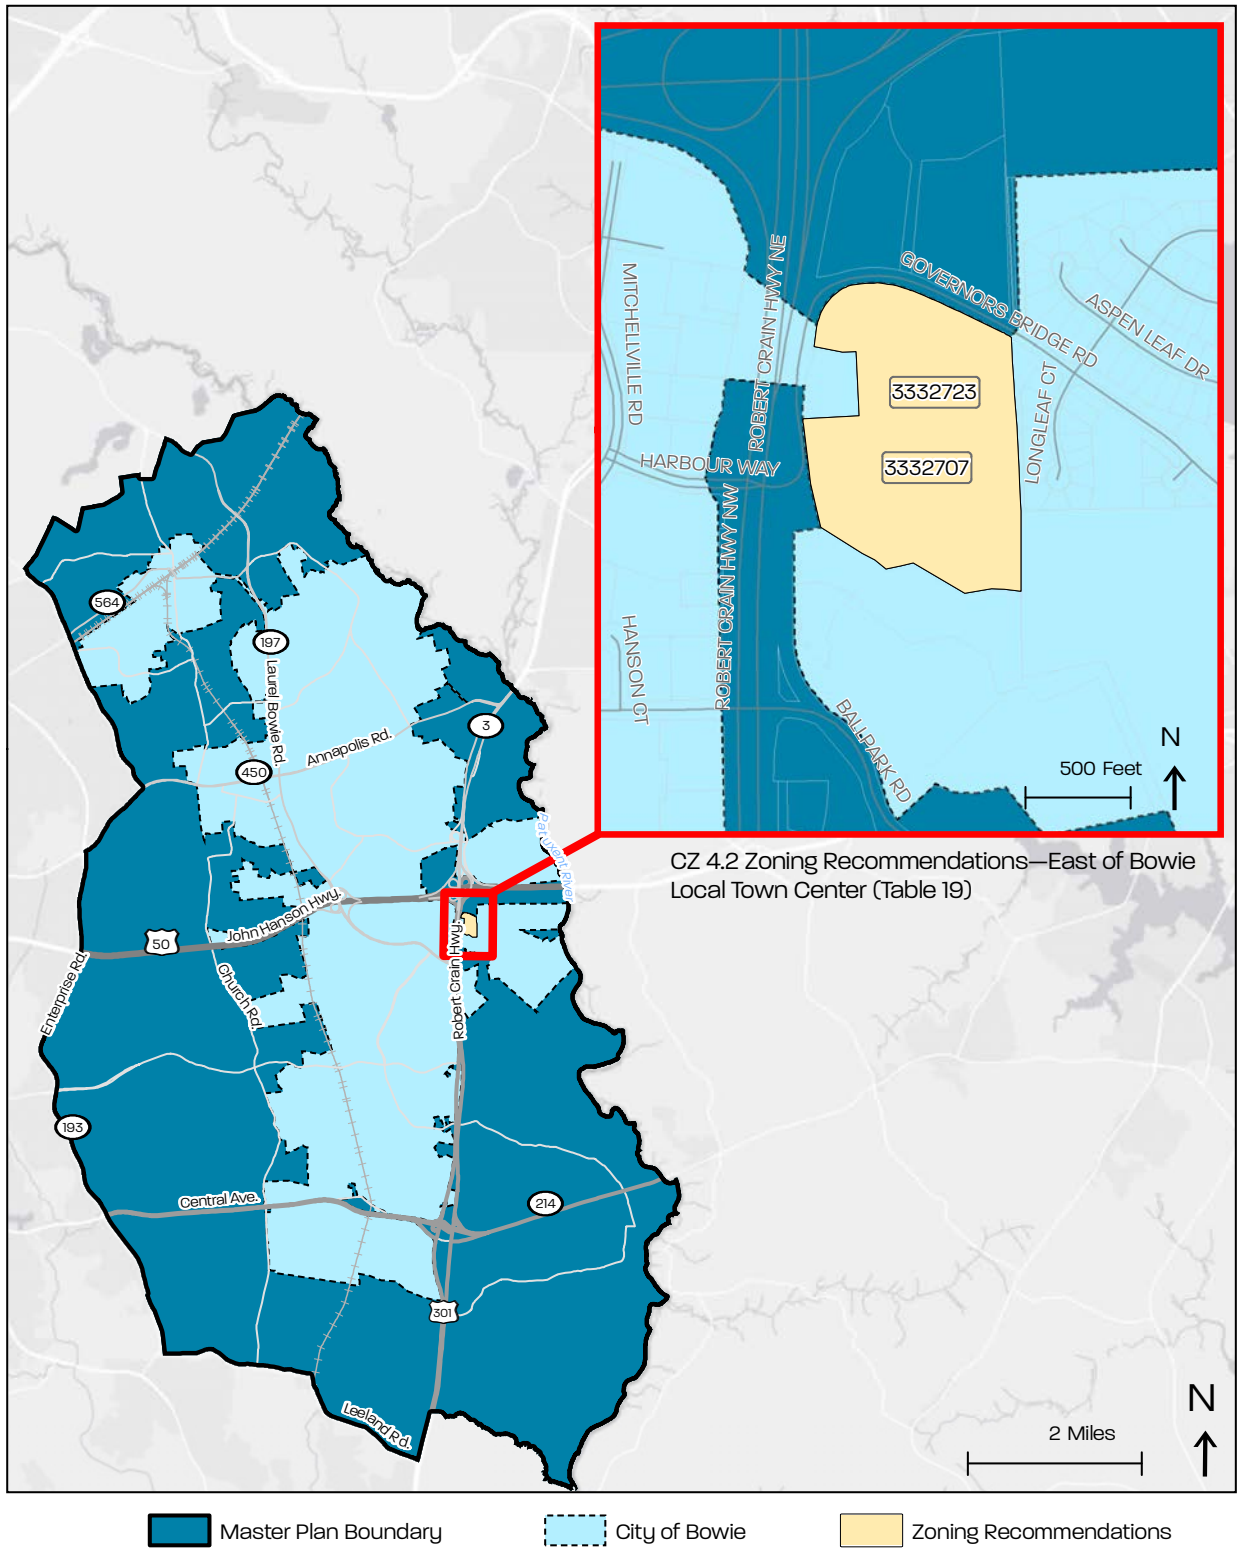 MITCHELLVILLE RD
ROBERT CRAIN HWY NE
GOVERNORS BRIDGE RD
ASPEN LEAF DR
LONGLEAF CT
3332723
3332707
HARBOUR WAY
ROBERT CRAIN HWY NW
HANSON CT
BALLPARK RD
N
500 Feet
CZ 4.2 Zoning Recommendations—East of Bowie
Local Town Center (Table 19)
564
197
Laurel Bowie Rd.
3
Annapolis Rd.
450
Patuxent River
John Hanson Hwy.
50
Enterprise Rd.
Church Rd.
Robert Crain Hwy.
193
Central Ave.
214
301
Leeland Rd.
N
2 Miles
Master Plan Boundary
City of Bowie
Zoning Recommendations